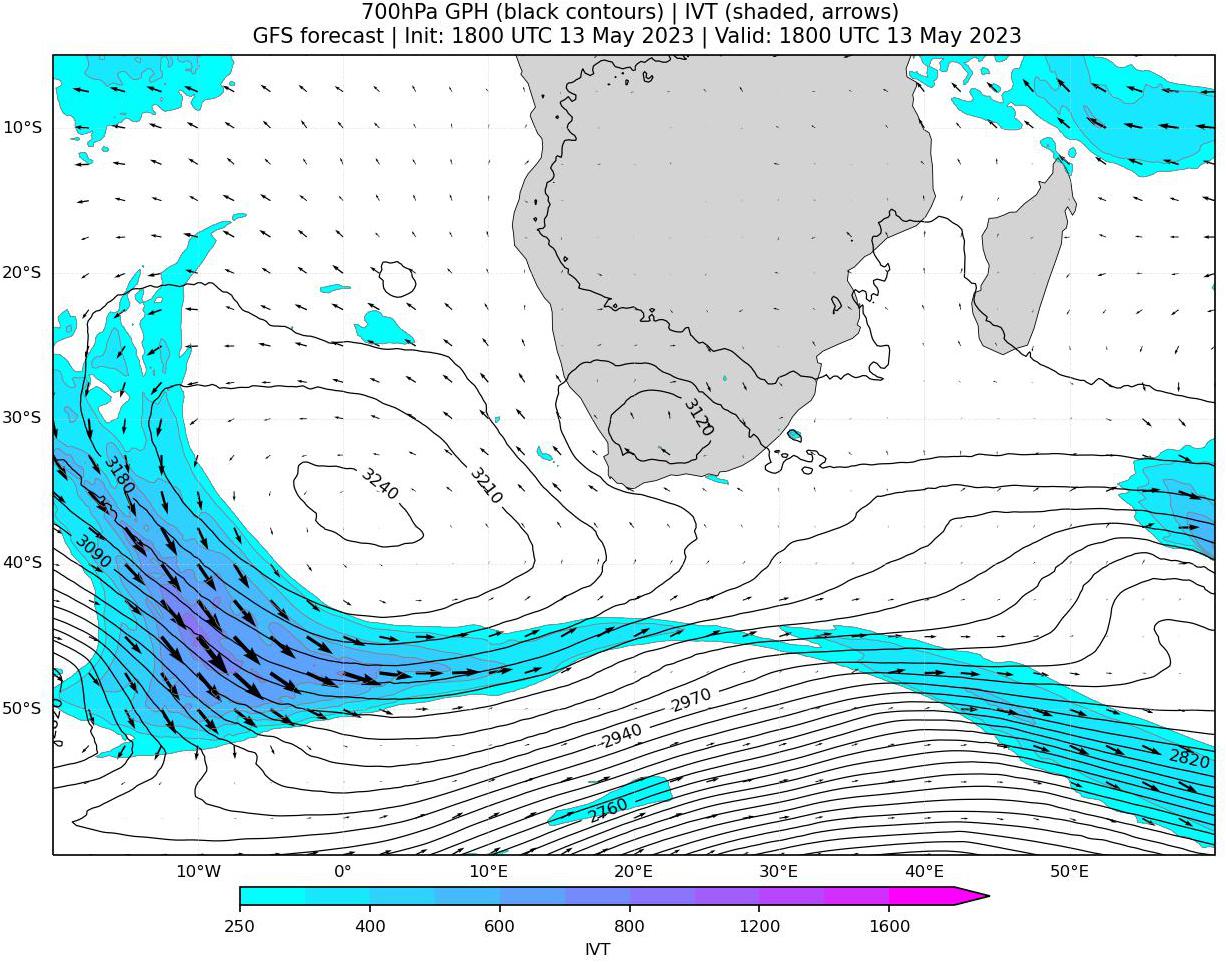 700hPa GPH (black contours) | IVT (shaded, arrows)
GFS forecast | Init: 1800 UTC 13 May 2023 | Valid: 1800 UTC 13 May 2023
10°S
20°S
30°S
40°S
50°S
3120
3240
3210
3180
3090
2970
2940
2820
2760
10°W 0° 10°E 20°E 30°E 40°E 50°E
250 400 600 800 1200 1600
IVT